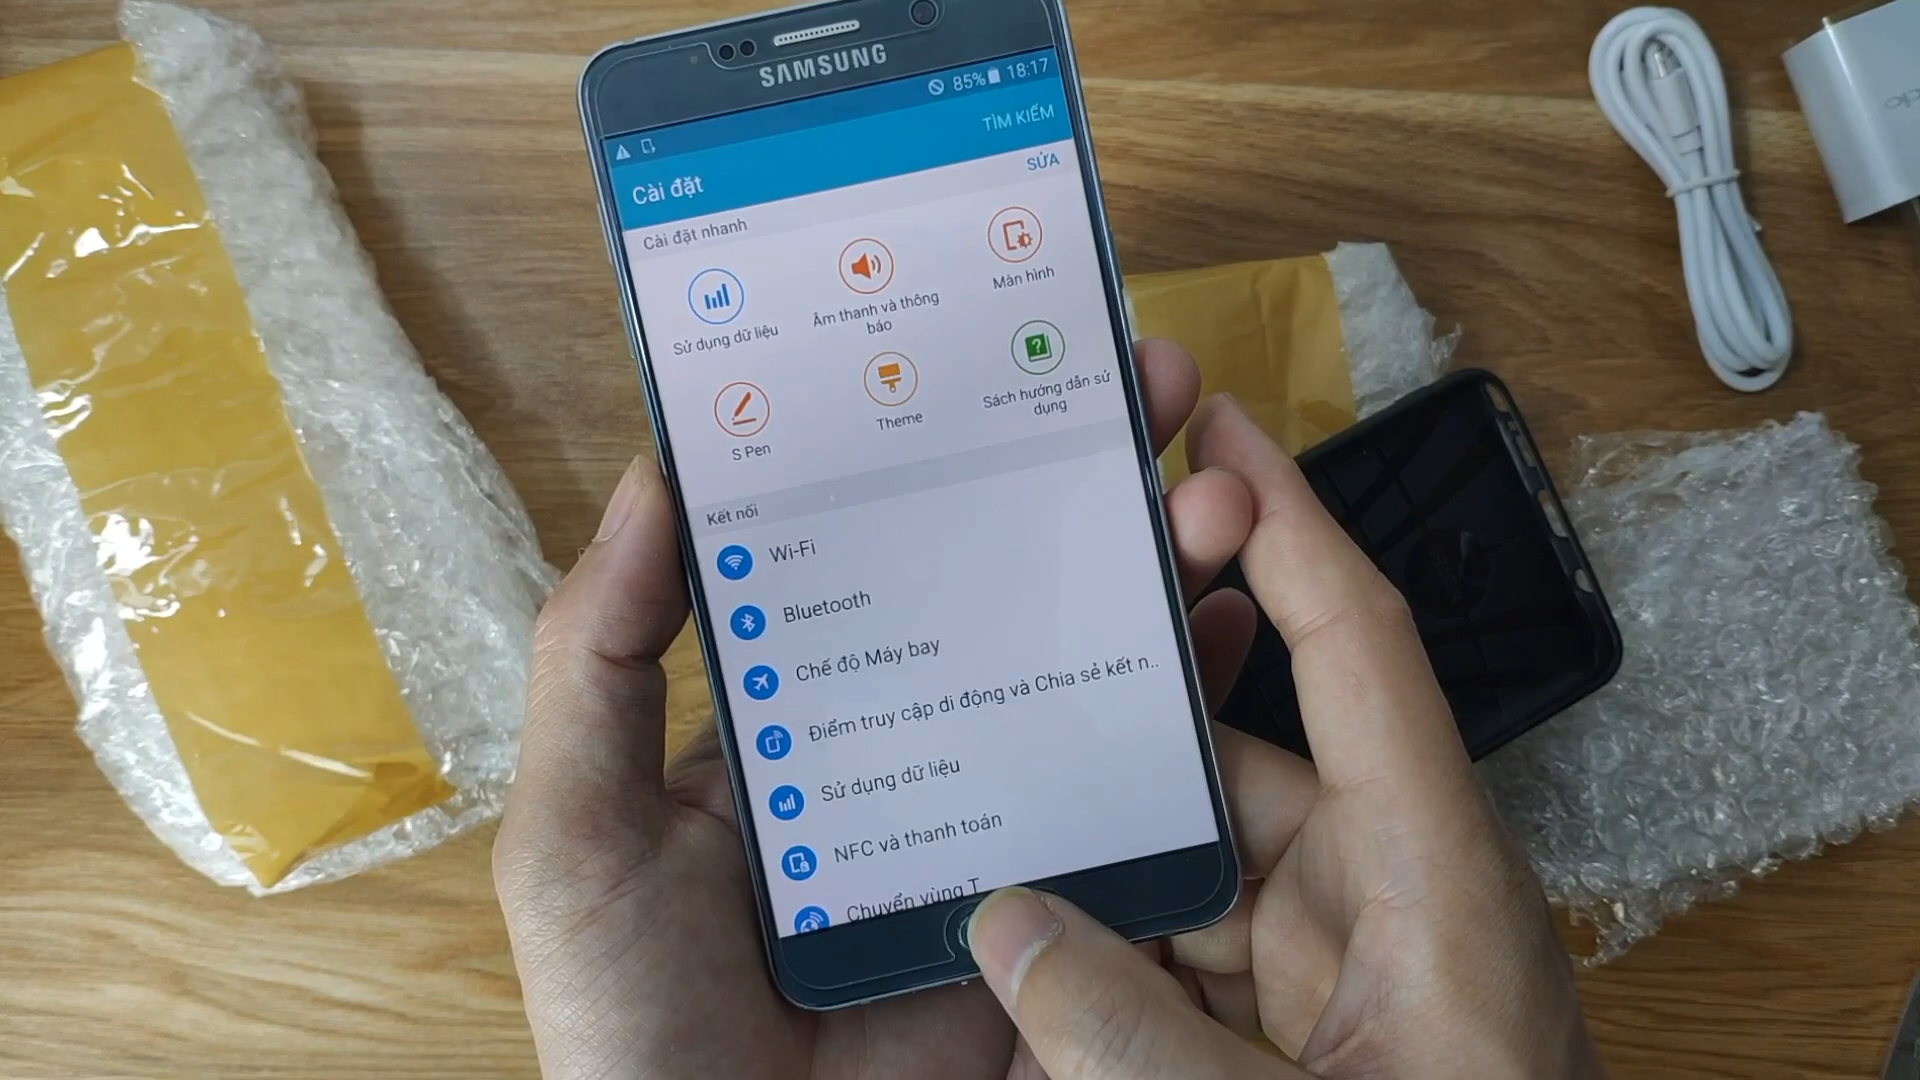 SAMSUNG
85% 18:17
TÌM KIẾM
Cài đặt
SỬA
Cài đặt nhanh
Sử dụng dữ liệu
Âm thanh và thông
báo
Màn hình
S Pen
Theme
Sách hướng dẫn sử
dụng
Kết nối
Wi-Fi
Bluetooth
Chế độ Máy bay
Điểm truy cập di động và Chia sẻ kết n..
Sử dụng dữ liệu
NFC và thanh toán
Chuyển vùng T